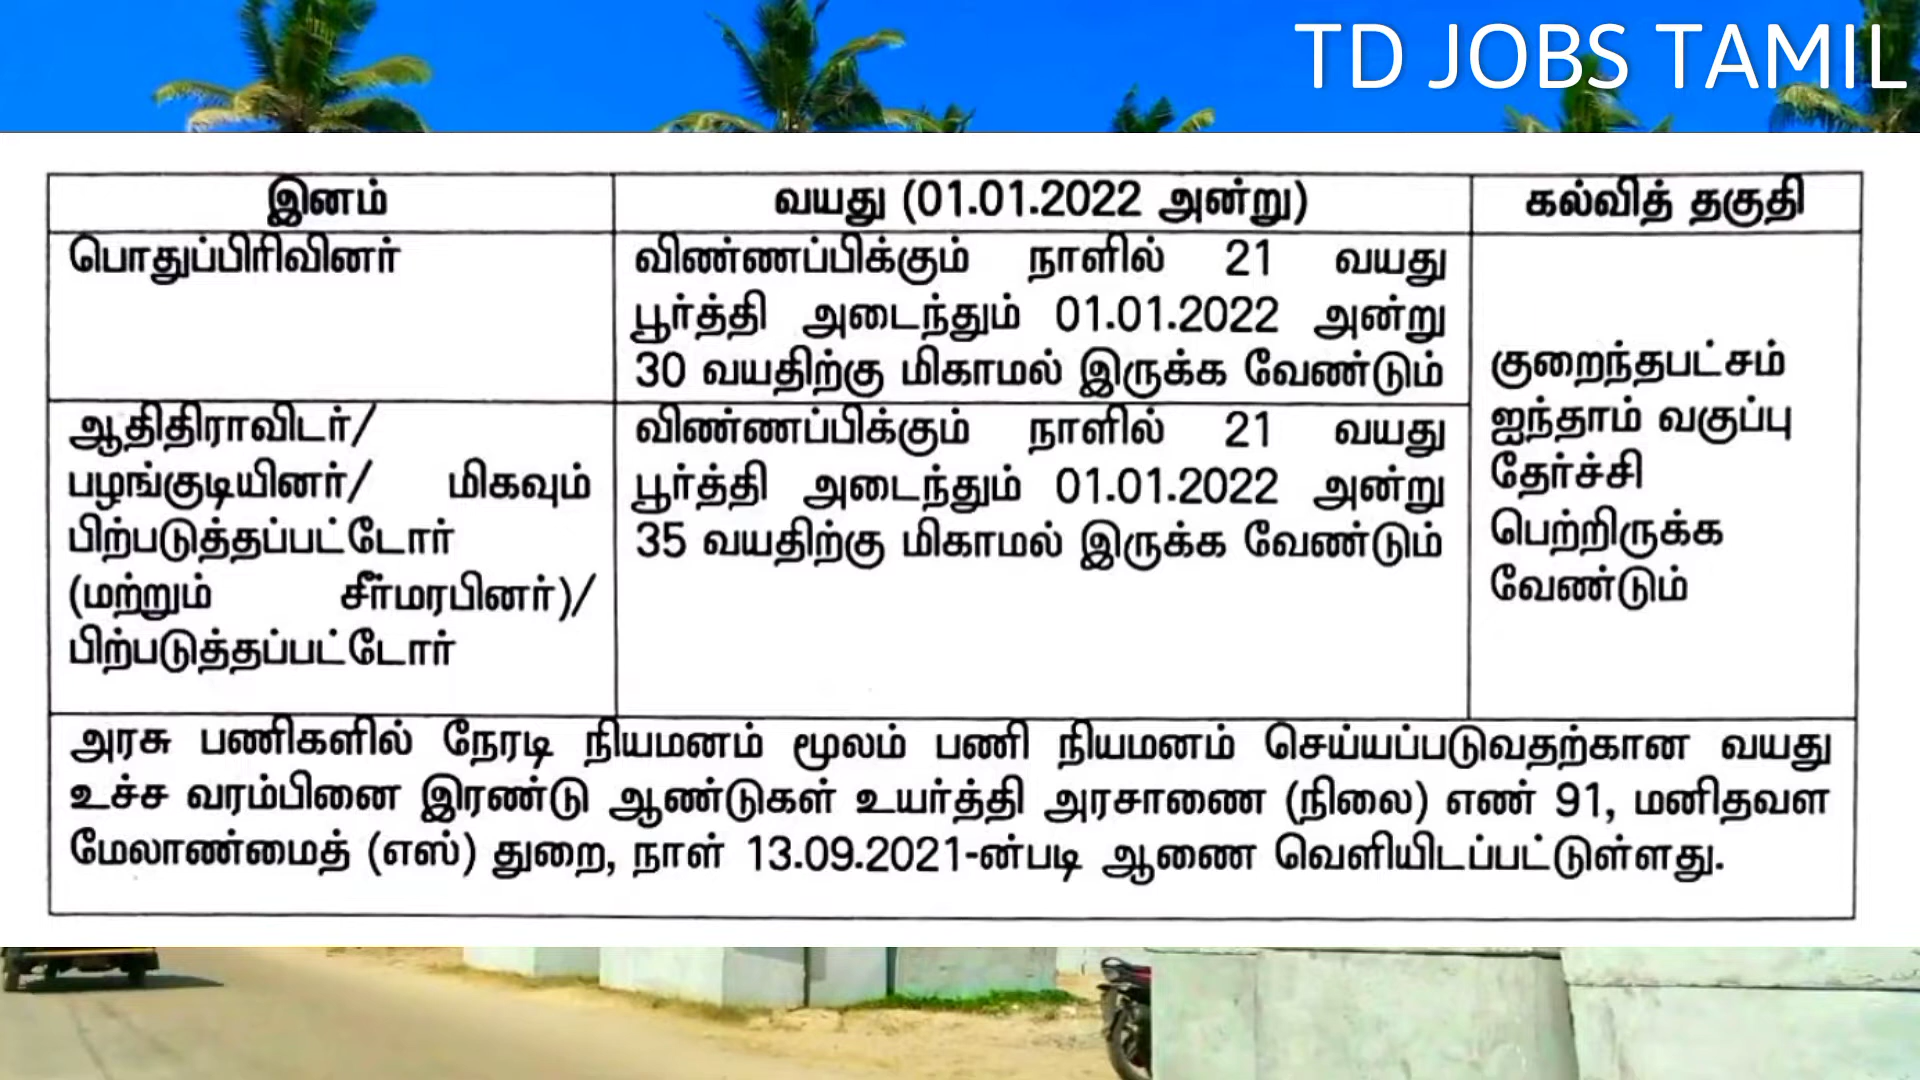 TD JOBS TAMIL
இனம்
வயது (01.01.2022 அன்று)
கல்வித் தகுதி
பொதுப்பிரிவினர்
விண்ணப்பிக்கும் நாளில் 21 வயது
பூர்த்தி அடைந்தும் 01.01.2022 அன்று
30 வயதிற்கு மிகாமல் இருக்க வேண்டும்
ஆதிதிராவிடர்/
பழங்குடியினர்/ மிகவும்
பிற்படுத்தப்பட்டோர்
(மற்றும் சீர்மரபினர்)/
பிற்படுத்தப்பட்டோர்
விண்ணப்பிக்கும் நாளில் 21 வயது
பூர்த்தி அடைந்தும் 01.01.2022 அன்று
35 வயதிற்கு மிகாமல் இருக்க வேண்டும்
குறைந்தபட்சம்
ஐந்தாம் வகுப்பு
தேர்ச்சி
பெற்றிருக்க
வேண்டும்
அரசு பணிகளில் நேரடி நியமனம் மூலம் பணி நியமனம் செய்யப்படுவதற்கான வயது
உச்ச வரம்பினை இரண்டு ஆண்டுகள் உயர்த்தி அரசாணை (நிலை) எண் 91, மனிதவள
மேலாண்மைத் (எஸ்) துறை, நாள் 13.09.2021-ன்படி ஆணை வெளியிடப்பட்டுள்ளது.